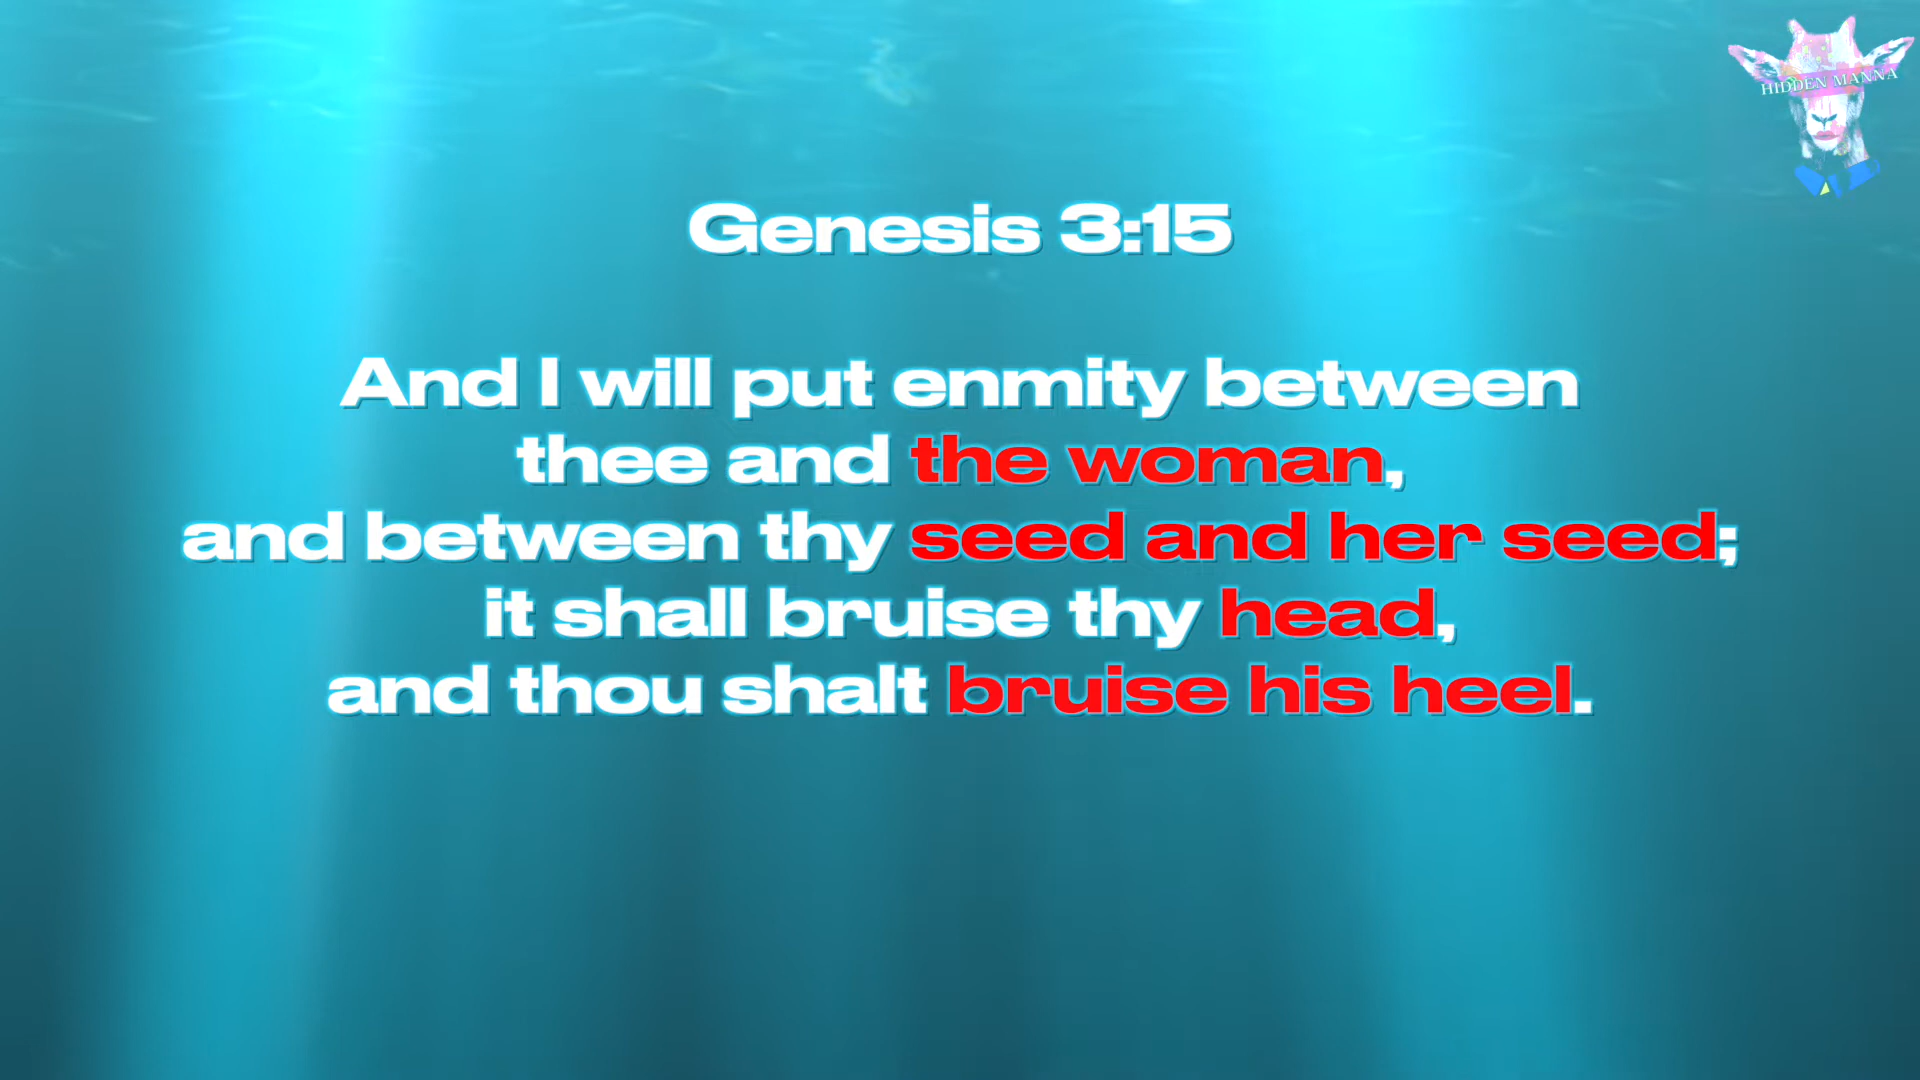 HIDDEN MANNA
Genesis 3:15
And I will put enmity between
thee and the woman,
and between thy seed and her seed;
it shall bruise thy head,
and thou shalt bruise his heel.